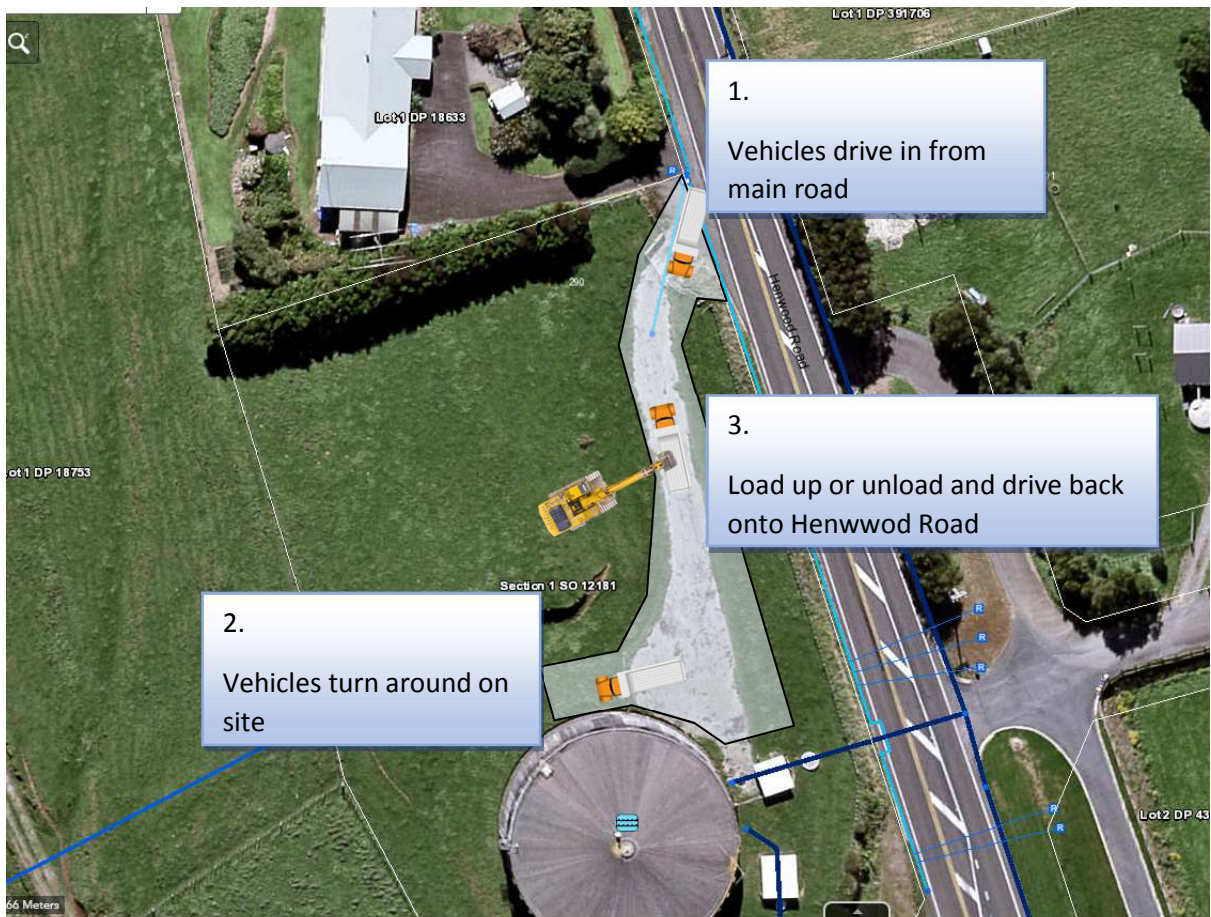 Lot 1 DP 391706
1.
Vehicles drive in from
main road
Lot 1 DP 18633
R
290
Henwood Road
3.
Load up or unload and drive back
onto Henwwod Road
ot 1 DP 18753
Section 1 SO 12181
2.
Vehicles turn around on
site
R
R
R
R
R
Lot2 DP 43
66 Meters